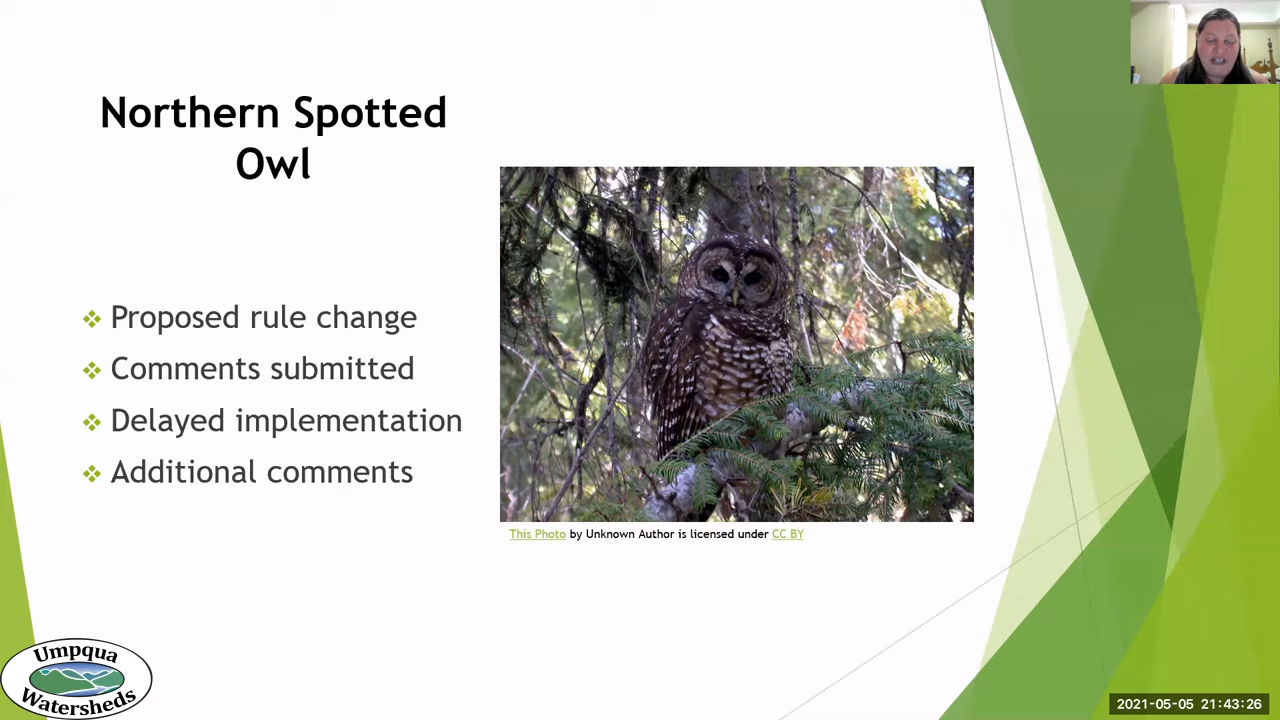 Northern Spotted
Owl
Proposed rule change
Comments submitted
Delayed implementation
Additional comments
This Photo by Unknown Author is licensed under CC BY
Umpqua
Watersheds
2021-05-05 21:43:26